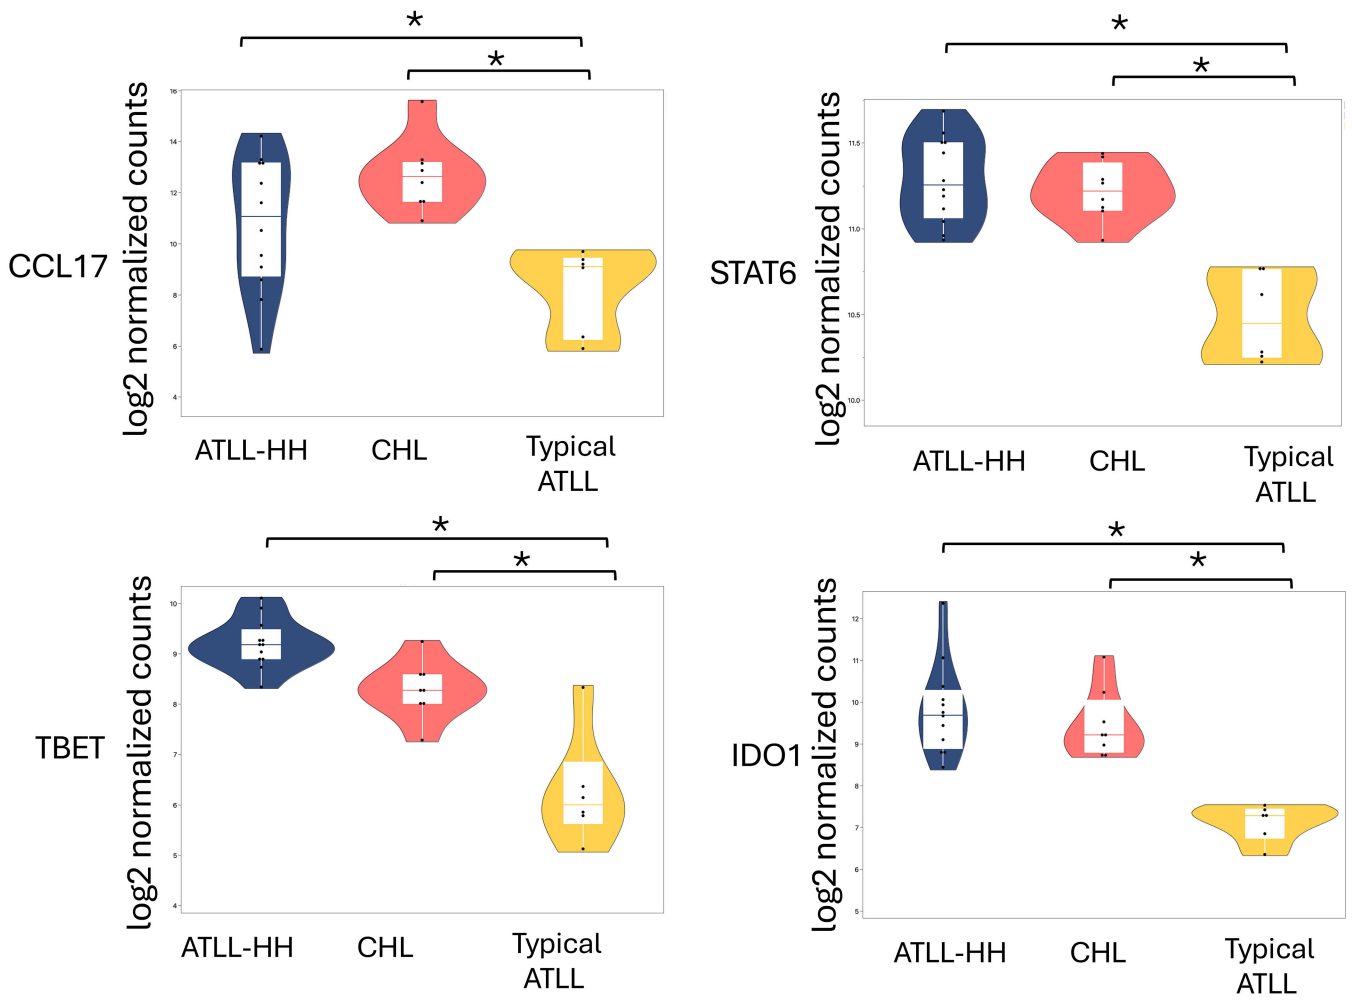 *
*
CCL17
log2 normalized counts
16
14
12
10
8
6
4
ATLL-HH
CHL
Typical
ATLL
*
*
STAT6
log2 normalized counts
11.5
11.0
10.5
10.0
ATLL-HH
CHL
Typical
ATLL
*
*
TBET
log2 normalized counts
10
9
8
7
6
5
4
ATLL-HH
CHL
Typical
ATLL
*
*
IDO1
log2 normalized counts
12
11
10
9
8
7
6
5
ATLL-HH
CHL
Typical
ATLL